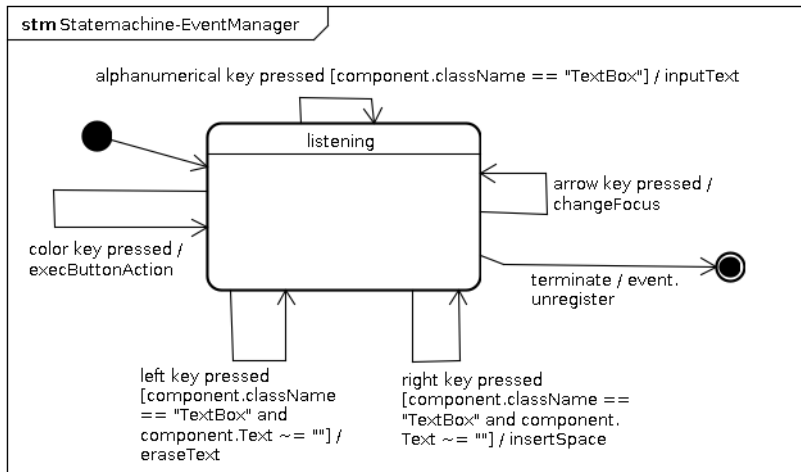 stm Statemachine-EventManager
alphanumerical key pressed [component.className == "TextBox"] / inputText
listening
arrow key pressed /
changeFocus
color key pressed /
execButtonAction
terminate / event.
unregister
left key pressed
[component.className
== "TextBox" and
component.Text ~= ""] /
eraseText
right key pressed
[component.className ==
"TextBox" and component.
Text ~= ""] / insertSpace